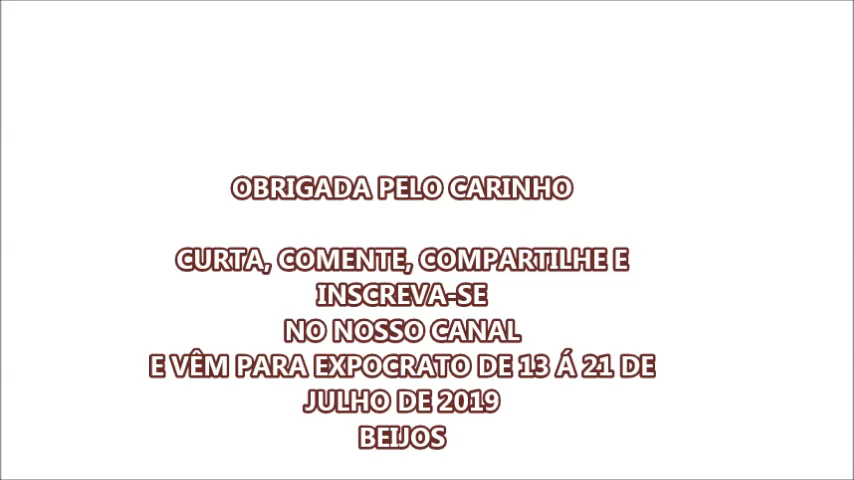 OBRIGADA PELO CARINHO
CURTA, COMENTE, COMPARTILHE E
INSCREVA-SE
NO NOSSO CANAL
E VÊM PARA EXPOCRATO DE 13 Á 21 DE
JULHO DE 2019
BEIJOS